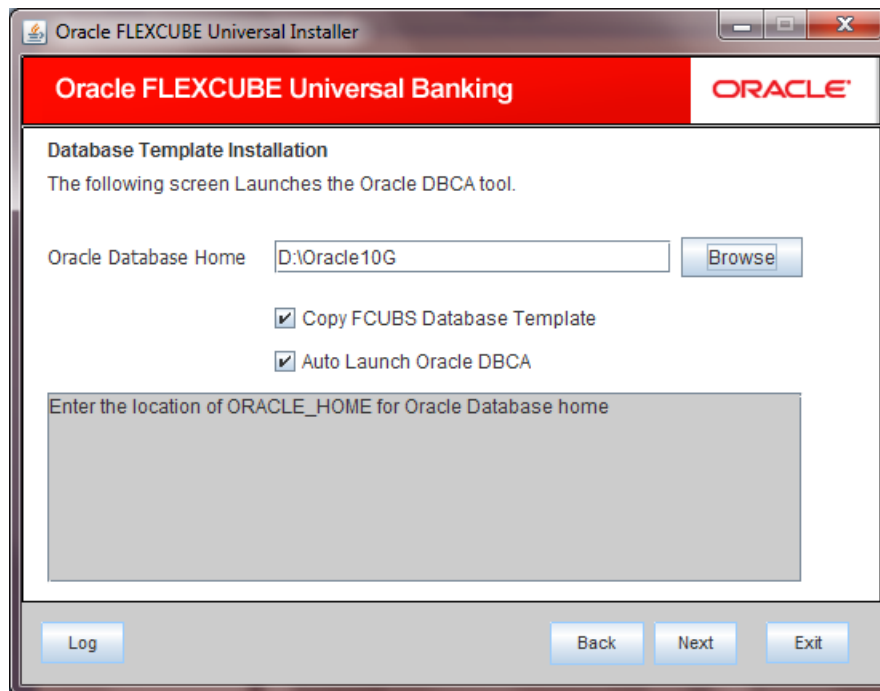 Oracle FLEXCUBE Universal Installer
Oracle FLEXCUBE Universal Banking
ORACLE
Database Template Installation
The following screen Launches the Oracle DBCA tool.
Oracle Database Home D:\Oracle10G Browse
Copy FCUBS Database Template
Auto Launch Oracle DBCA
Enter the location of ORACLE_HOME for Oracle Database home
Log Back Next Exit